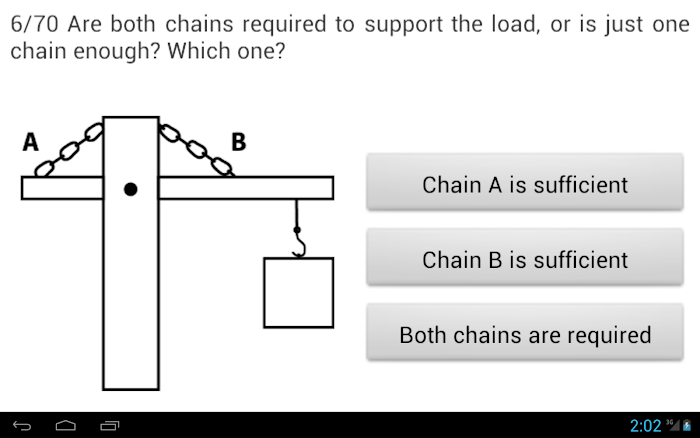 6/70 Are both chains required to support the load, or is just one
chain enough? Which one?
A
B
Chain A is sufficient
Chain B is sufficient
Both chains are required
2:02 3G